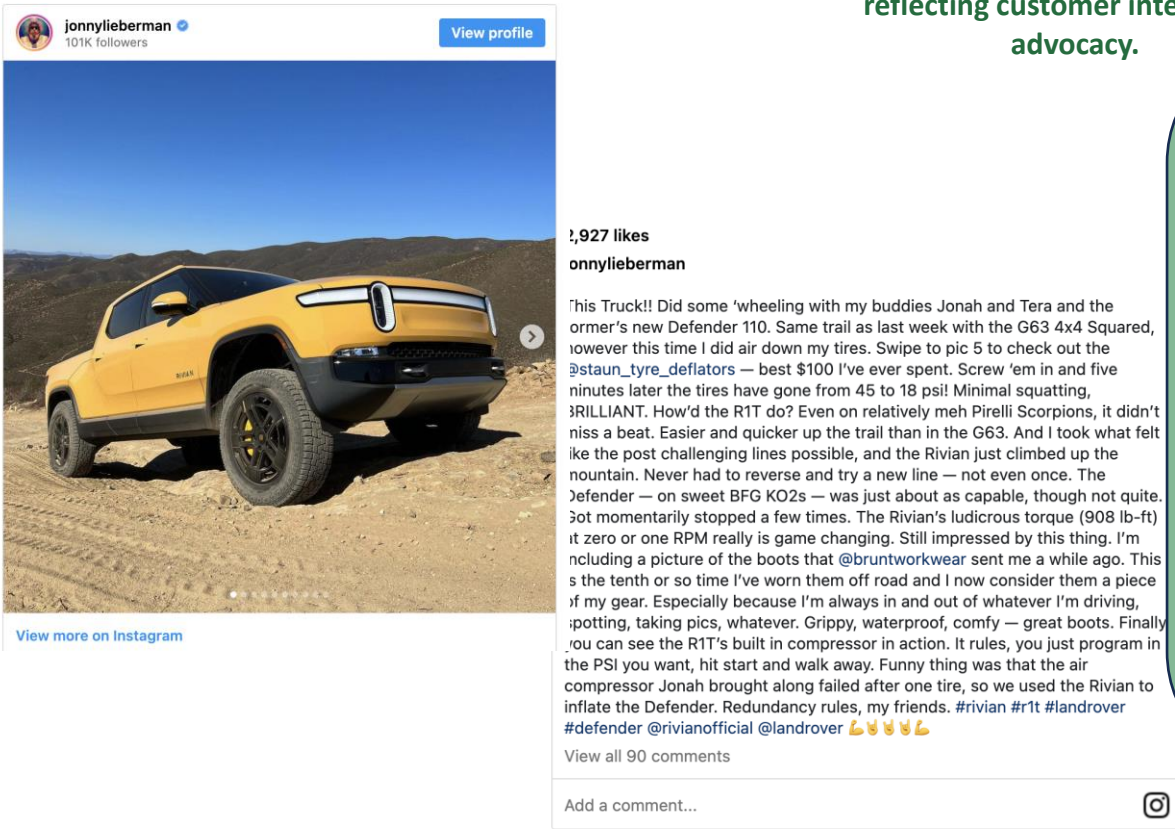 reflecting customer inte
advocacy.
jonnylieberman
101K followers
View profile
RIVIAN
View more on Instagram
2,927 likes
onnylieberman
This Truck!! Did some ‘wheeling with my buddies Jonah and Tera and the
ormer’s new Defender 110. Same trail as last week with the G63 4x4 Squared,
however this time I did air down my tires. Swipe to pic 5 to check out the
@staun_tyre_deflators — best $100 I’ve ever spent. Screw ‘em in and five
minutes later the tires have gone from 45 to 18 psi! Minimal squatting,
BRILLIANT. How’d the R1T do? Even on relatively meh Pirelli Scorpions, it didn’t
miss a beat. Easier and quicker up the trail than in the G63. And I took what felt
like the post challenging lines possible, and the Rivian just climbed up the
mountain. Never had to reverse and try a new line — not even once. The
Defender — on sweet BFG KO2s — was just about as capable, though not quite.
Got momentarily stopped a few times. The Rivian’s ludicrous torque (908 lb-ft)
at zero or one RPM really is game changing. Still impressed by this thing. I’m
including a picture of the boots that @bruntworkwear sent me a while ago. This
is the tenth or so time I’ve worn them off road and I now consider them a piece
of my gear. Especially because I’m always in and out of whatever I’m driving,
spotting, taking pics, whatever. Grippy, waterproof, comfy — great boots. Finally
you can see the R1T’s built in compressor in action. It rules, you just program in
the PSI you want, hit start and walk away. Funny thing was that the air
compressor Jonah brought along failed after one tire, so we used the Rivian to
inflate the Defender. Redundancy rules, my friends. #rivian #r1t #landrover
#defender @rivianofficial @landrover 💪🤘🤘🤘💪
View all 90 comments
Add a comment...